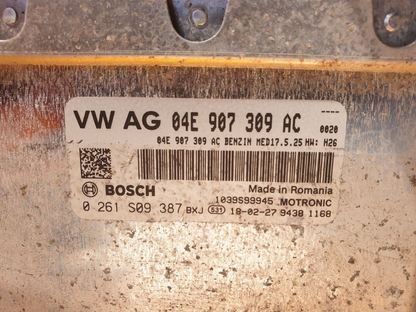 VW AG 04E 907 309 AC 0020
04E 907 309 AC BENZIN MED17.5.25 HW: H26
BOSCH Made in Romania
1039S99945 MOTRONIC
0 261 S09 387 BXJ S31 18-02-27 9438 1168